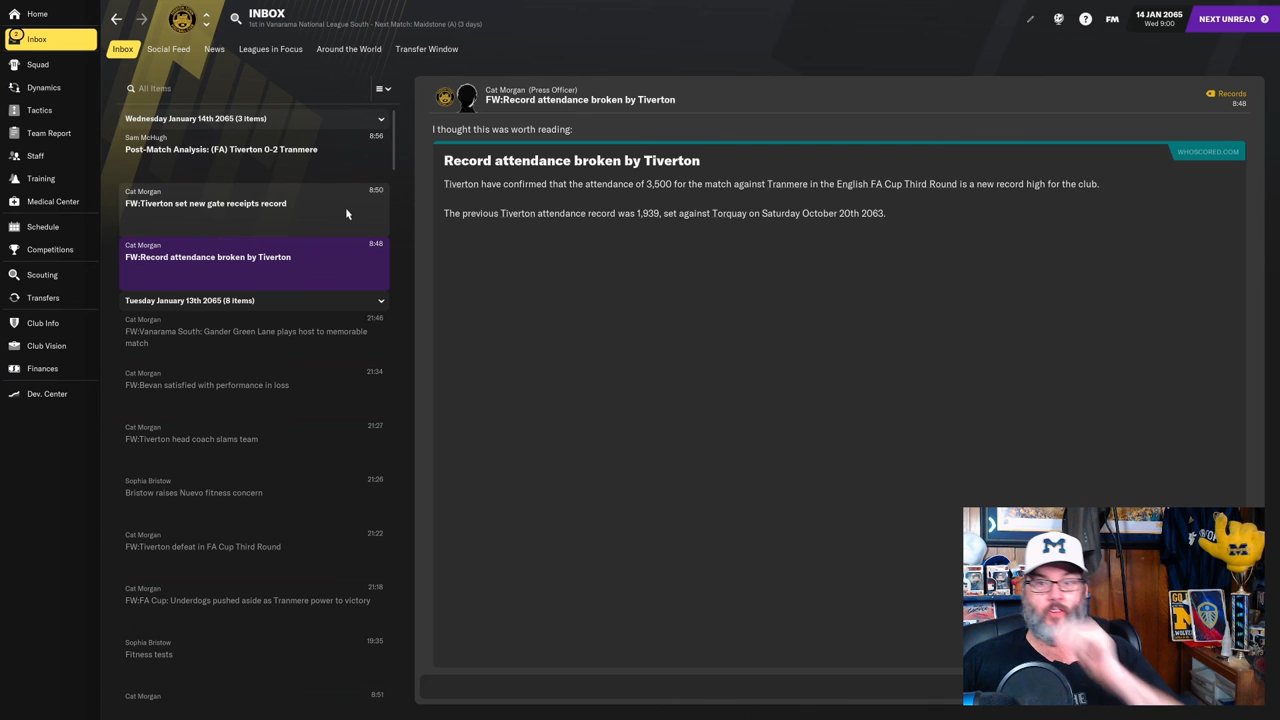 Home
INBOX
1st in Vanarama National League South - Next Match: Maidstone (A) (3 days)
14 JAN 2065
Wed 9:00
NEXT UNREAD
FM
2
Inbox
Squad
Dynamics
Tactics
Team Report
Staff
Training
Medical Center
Schedule
Competitions
Scouting
Transfers
Club Info
Club Vision
Finances
Dev. Center
Inbox
Social Feed
News
Leagues in Focus
Around the World
Transfer Window
All Items
Wednesday January 14th 2065 (3 items)
Sam McHugh
8:56
Post-Match Analysis: (FA) Tiverton 0-2 Tranmere
Cat Morgan
8:50
FW:Tiverton set new gate receipts record
Cat Morgan
8:48
FW:Record attendance broken by Tiverton
Tuesday January 13th 2065 (8 items)
Cat Morgan
21:46
FW:Vanarama South: Gander Green Lane plays host to memorable
match
Cat Morgan
21:34
FW:Bevan satisfied with performance in loss
Cat Morgan
21:27
FW:Tiverton head coach slams team
Sophia Bristow
21:26
Bristow raises Nuevo fitness concern
Cat Morgan
21:22
FW:Tiverton defeat in FA Cup Third Round
Cat Morgan
21:18
FW:FA Cup: Underdogs pushed aside as Tranmere power to victory
Sophia Bristow
19:35
Fitness tests
Cat Morgan
8:51
Cat Morgan (Press Officer)
FW:Record attendance broken by Tiverton
Records
8:48
I thought this was worth reading:
Record attendance broken by Tiverton
WHOSCORED.COM
Tiverton have confirmed that the attendance of 3,500 for the match against Tranmere in the English FA Cup Third Round is a new record high for the club.
The previous Tiverton attendance record was 1,939, set against Torquay on Saturday October 20th 2063.
M
M